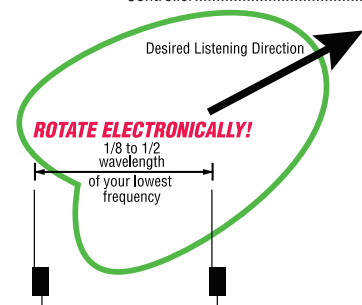 Desired Listening Direction
ROTATE ELECTRONICALLY!
1/8 to 1/2
wavelength
of your lowest
frequency